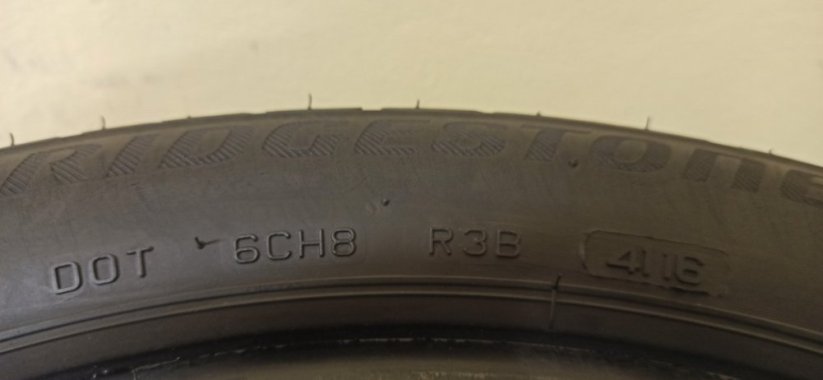 RIDGESTONE
DOT 6CH8 R3B 4116